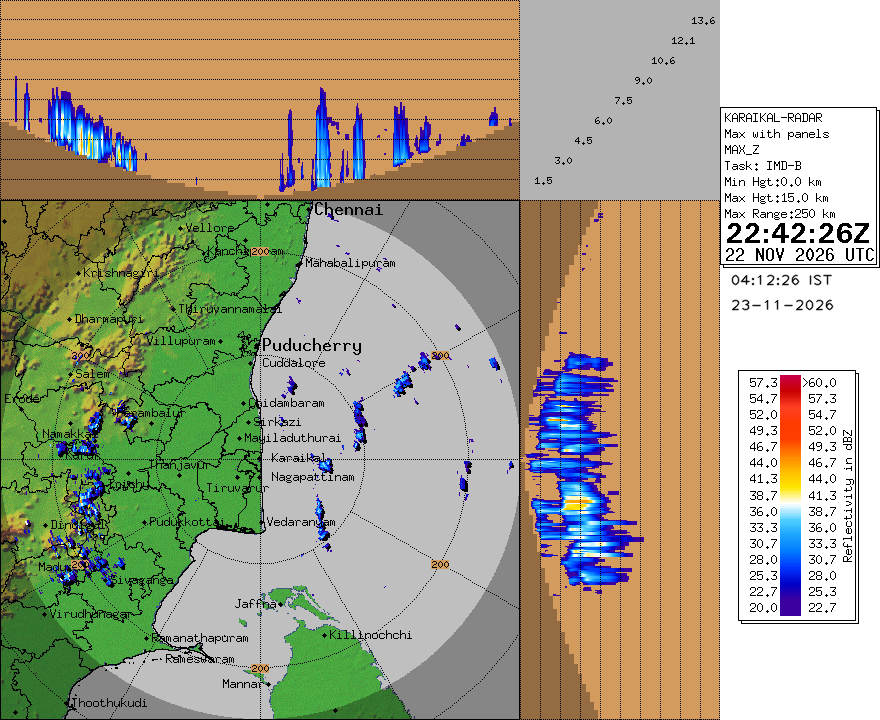 13.6
12.1
10.6
9.0
7.5
6.0
4.5
3.0
1.5
KARAIKAL-RADAR
Max with panels
MAX_Z
Task: IMD-B
Min Hgt:0.0 km
Max Hgt:15.0 km
Max Range:250 km
22:42:26Z
22 NOV 2026 UTC
04:12:26 IST
23-11-2026
Chennai
Vellore
200
Mahabalipuram
Krishnagiri
Thiruvannamalai
Dharmapuri
Villupuram
Puducherry
300
200
Cuddalore
Salem
Erode
Chidambaram
Perambalur
Sirkazi
Namakkal
Mayiladuthurai
Karur
Karaikal
Thanjavur
Nagapattinam
Tiruvarur
Pudukkottai
Vedaranyam
200
200
Sivaganga
Jaffna
Virudhunagar
Killinochchi
Ramanathapuram
Rameswaram
200
Mannar
Thoothukudi
57.3 >60.0
54.7 57.3
52.0 54.7
49.3 52.0
46.7 49.3
44.0 46.7
41.3 44.0
38.7 41.3
36.0 38.7
33.3 36.0
30.7 33.3
28.0 30.7
25.3 28.0
22.7 25.3
20.0 22.7
Reflectivity in dBZ